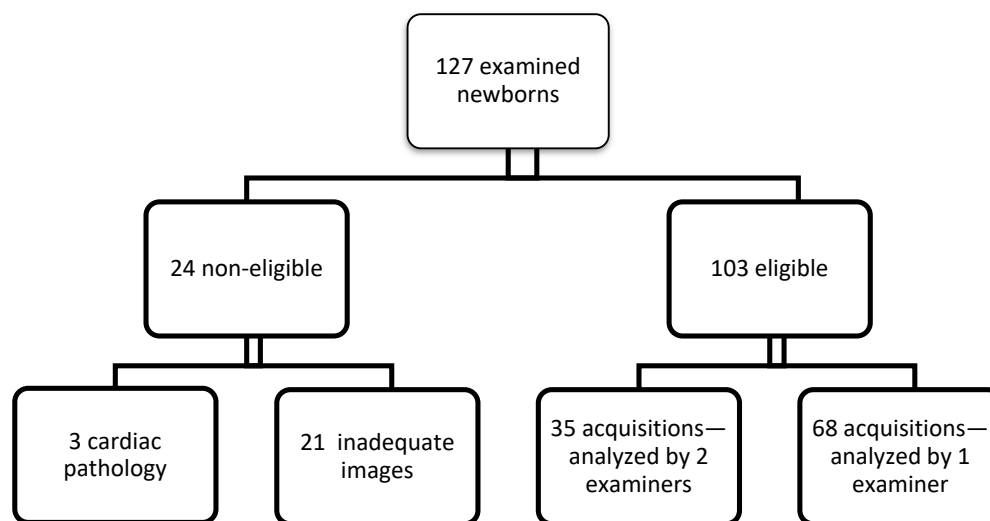 127 examined
newborns
24 non-eligible
103 eligible
3 cardiac
pathology
21 inadequate
images
35 acquisitions—
analyzed by 2
examiners
68 acquisitions—
analyzed by 1
examiner